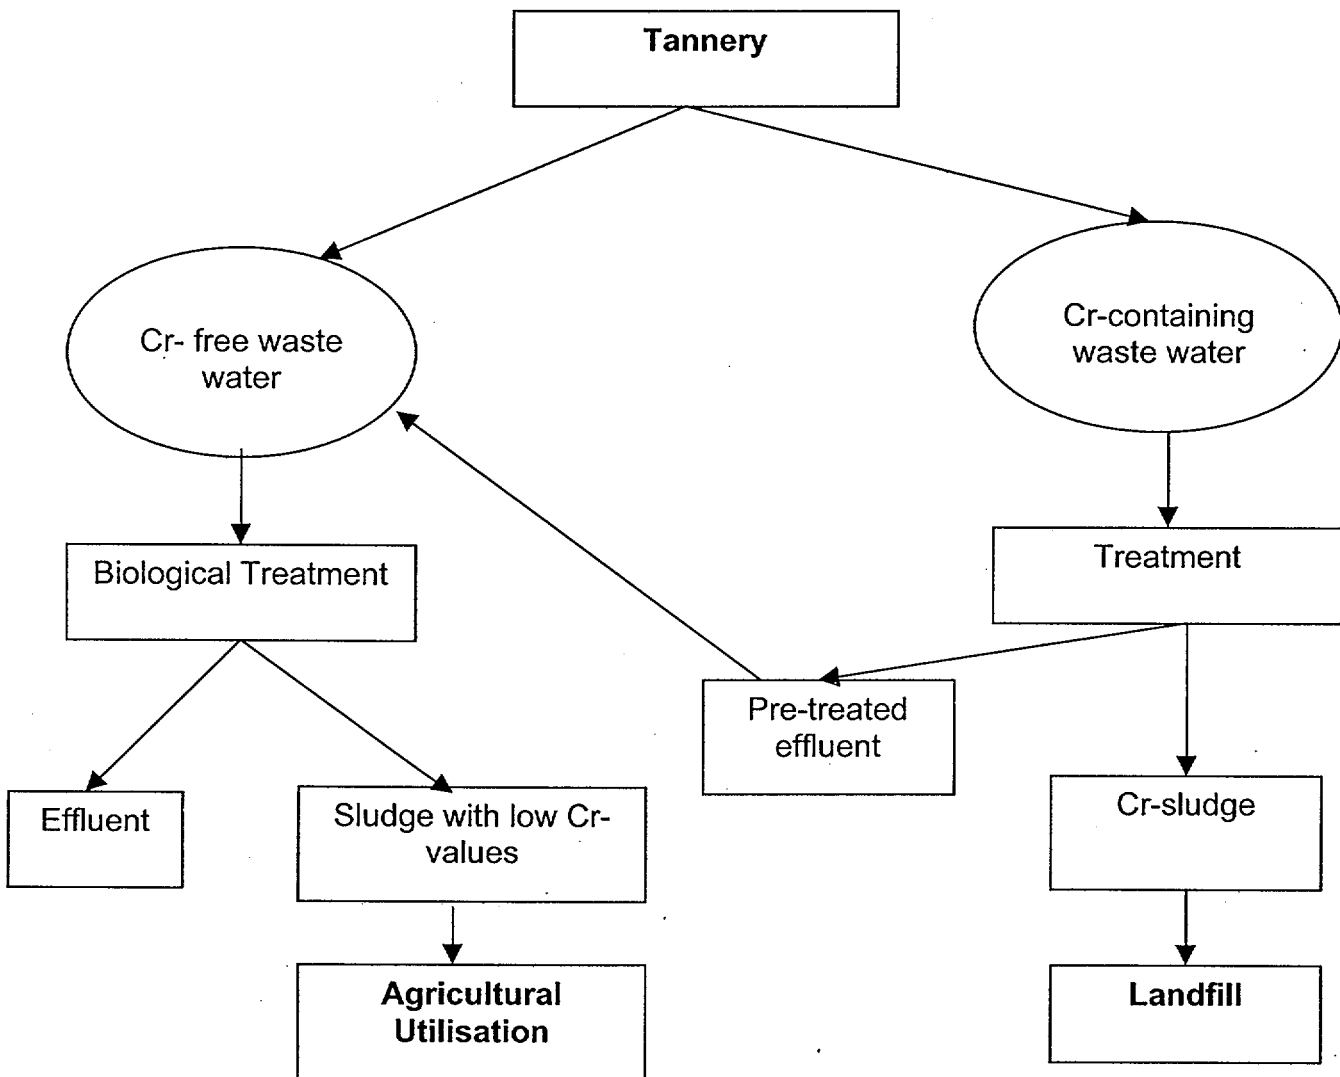 Tannery
Cr- free waste
water
Cr-containing
waste water
Biological Treatment
Treatment
Pre-treated
effluent
Effluent
Sludge with low Cr-
values
Cr-sludge
Agricultural
Utilisation
Landfill